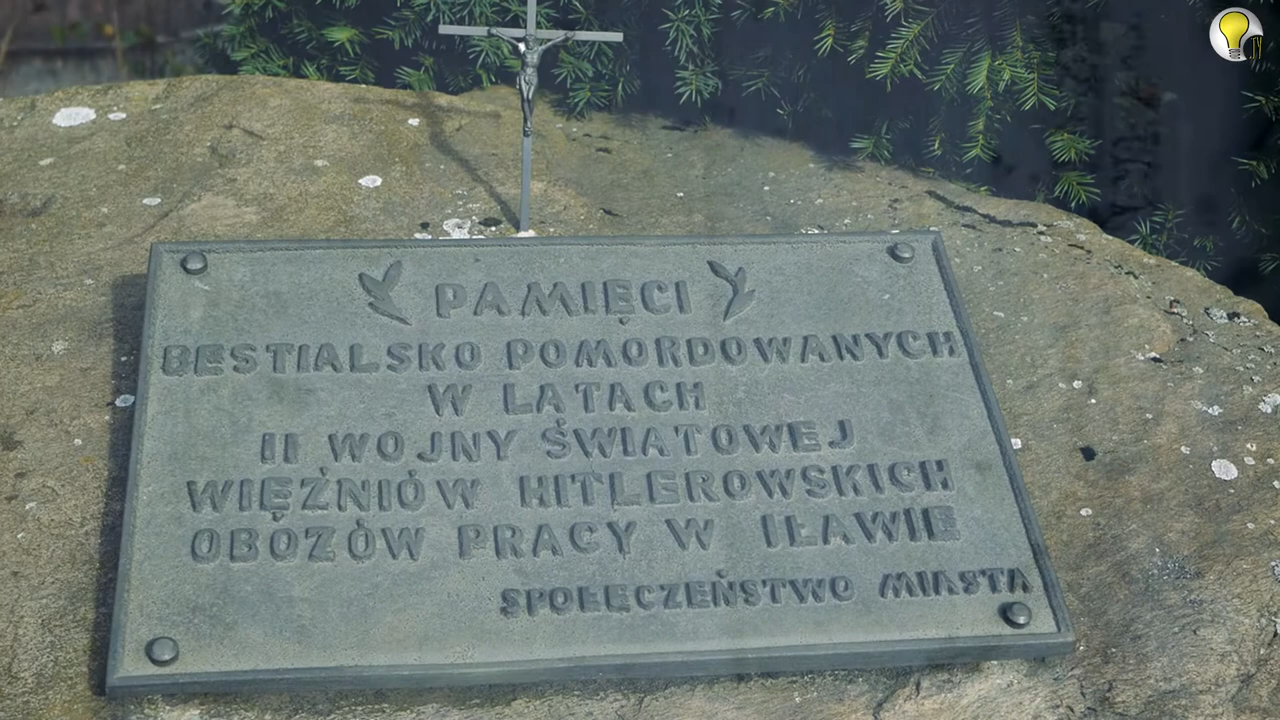 PAMIĘCI
BESTIALSKO POMORDOWANYCH
W LATACH
II WOJNY ŚWIATOWEJ
WIĘŹNIÓW HITLEROWSKICH
OBOZÓW PRACY W IŁAWIE
SPOŁECZEŃSTWO MIASTA